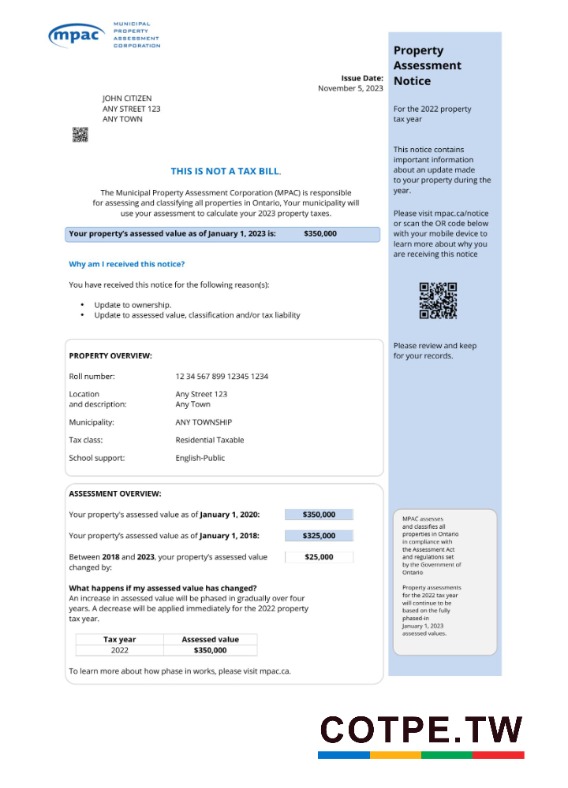 mpac
MUNICIPAL
PROPERTY
ASSESSMENT
CORPORATION
Issue Date:
November 5, 2023
JOHN CITIZEN
ANY STREET 123
ANY TOWN
THIS IS NOT A TAX BILL.
The Municipal Property Assessment Corporation (MPAC) is responsible
for assessing and classifying all properties in Ontario, Your municipality will
use your assessment to calculate your 2023 property taxes.
Your property's assessed value as of January 1, 2023 is: $350,000
Why am I received this notice?
You have received this notice for the following reason(s):
• Update to ownership.
• Update to assessed value, classification and/or tax liability
PROPERTY OVERVIEW:
Roll number: 12 34 567 899 12345 1234
Location Any Street 123
and description: Any Town
Municipality: ANY TOWNSHIP
Tax class: Residential Taxable
School support: English-Public
ASSESSMENT OVERVIEW:
Your property's assessed value as of January 1, 2020: $350,000
Your property's assessed value as of January 1, 2018: $325,000
Between 2018 and 2023, your property's assessed value $25,000
changed by:
What happens if my assessed value has changed?
An increase in assessed value will be phased in gradually over four
years. A decrease will be applied immediately for the 2022 property
tax year.
Tax year Assessed value
2022 $350,000
To learn more about how phase in works, please visit mpac.ca.
Property
Assessment
Notice
For the 2022 property
tax year
This notice contains
important information
about an update made
to your property during the
year.
Please visit mpac.ca/notice
or scan the OR code below
with your mobile device to
learn more about why you
are receiving this notice
Please review and keep
for your records.
MPAC assesses
and classifies all
properties in Ontario
in compliance with
the Assessment Act
and regulations set
by the Government of
Ontario
Property assessments
for the 2022 tax year
will continue to be
based on the fully
phased-in
January 1, 2023
assessed values.
COTPE.TW